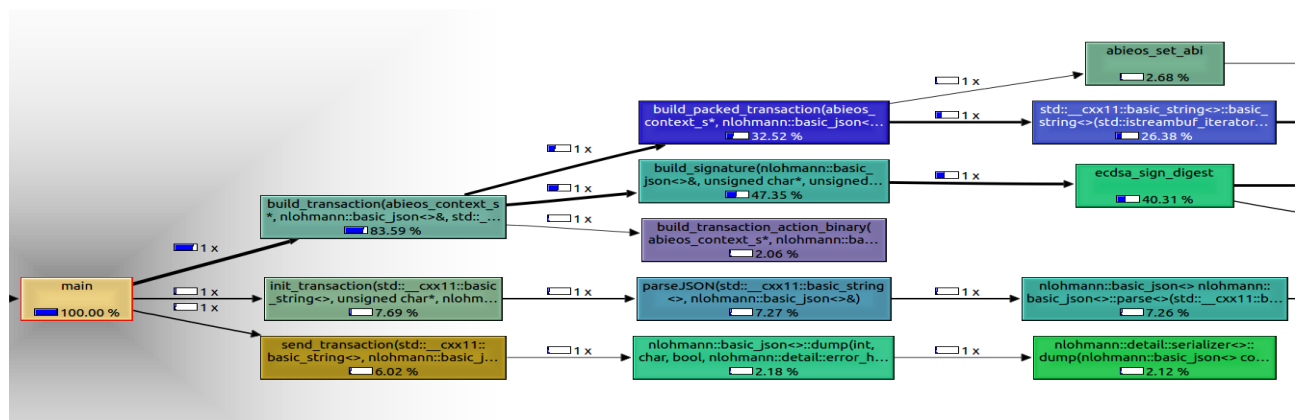 abieos_set_abi
2.68 %
1 x
build_packed_transaction(abieos_
context_s*, nlohmann::basic_json<...
32.52 %
1 x
std::__cxx11::basic_string<>::basic_
string<>(std::istreambuf_iterator...
26.38 %
1 x
build_signature(nlohmann::basic_
json<>&, unsigned char*, unsigned...
47.35 %
1 x
ecdsa_sign_digest
40.31 %
1 x
build_transaction(abieos_context_s
*, nlohmann::basic_json<>&, std::_...
83.59 %
1 x
build_transaction_action_binary(
abieos_context_s*, nlohmann::ba...
2.06 %
1 x
main
100.00 %
1 x
init_transaction(std::__cxx11::basic
_string<>, unsigned char*, nlohm...
7.69 %
1 x
parseJSON(std::__cxx11::basic_string
<>, nlohmann::basic_json<>&)
7.27 %
1 x
nlohmann::basic_json<> nlohmann::
basic_json<>::parse<>(std::__cxx11::b...
7.26 %
1 x
send_transaction(std::__cxx11::
basic_string<>, nlohmann::basic_j...
6.02 %
1 x
nlohmann::basic_json<>::dump(int,
char, bool, nlohmann::detail::error_h...
2.18 %
1 x
nlohmann::detail::serializer<>::
dump(nlohmann::basic_json<> co...
2.12 %